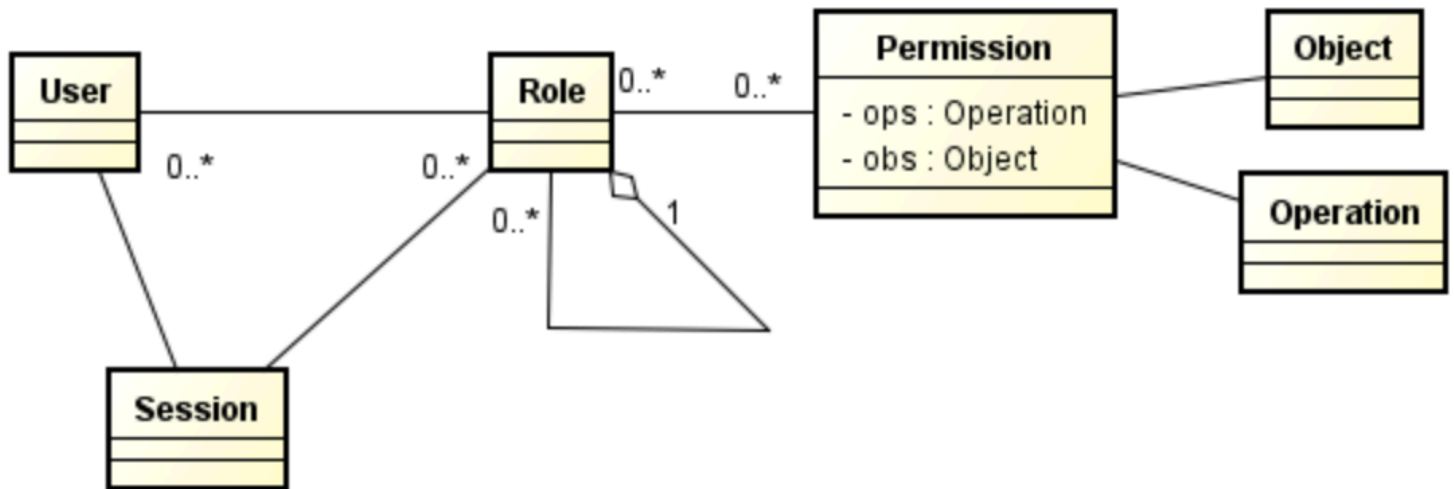 User
0..*
0..*
Role
0..*
0..*
0..*
1
Permission
- ops : Operation
- obs : Object
Object
Operation
Session